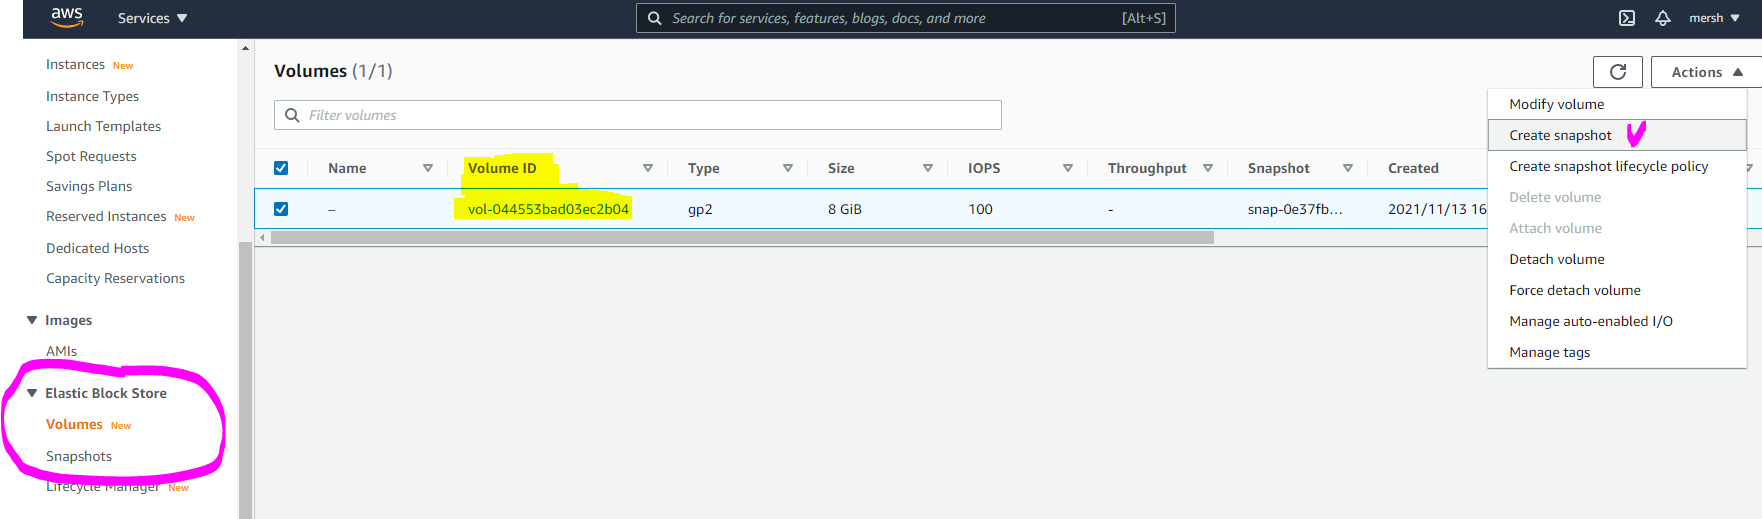 aws Services Search for services, features, blogs, docs, and more [Alt+S] mersh
Instances New
Instance Types
Launch Templates
Spot Requests
Savings Plans
Reserved Instances New
Dedicated Hosts
Capacity Reservations
Images
AMIs
Elastic Block Store
Volumes New
Snapshots
Lifecycle Manager New
Volumes (1/1)
Actions
Filter volumes
Name Volume ID Type Size IOPS Throughput Snapshot Created
– vol-044553bad03ec2b04 gp2 8 GiB 100 - snap-0e37fb... 2021/11/13 16
Modify volume
Create snapshot
Create snapshot lifecycle policy
Delete volume
Attach volume
Detach volume
Force detach volume
Manage auto-enabled I/O
Manage tags